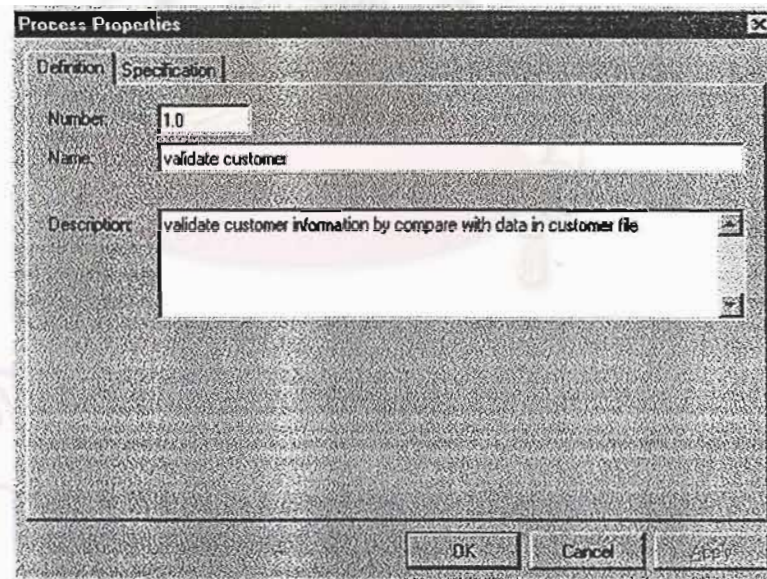 Process Properties
Definition Specification
Number: 1.0
Name: validate customer
Description: validate customer information by compare with data in customer file
OK Cancel Apply